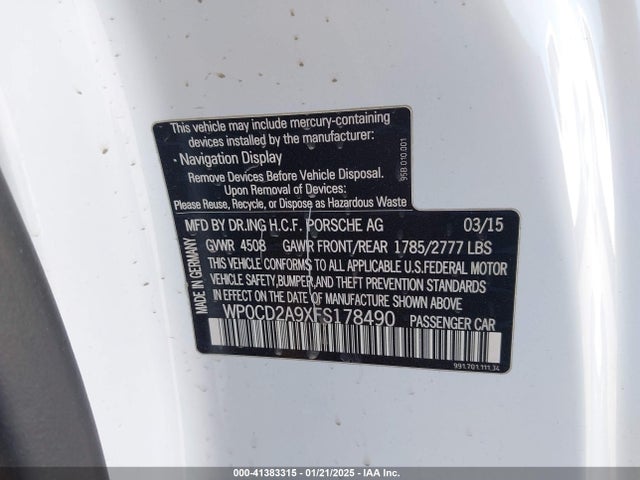 This vehicle may include mercury-containing
devices installed by the manufacturer:
· Navigation Display
Remove Devices Before Vehicle Disposal.
Upon Removal of Devices:
Please Reuse, Recycle, or Dispose as Hazardous Waste
95B.010.001
MFD BY DR.ING H.C.F. PORSCHE AG 03/15
GVWR 4508 GAWR FRONT/REAR 1785/2777 LBS
THIS VEHICLE CONFORMS TO ALL APPLICABLE U.S.FEDERAL MOTOR
VEHICLE SAFETY,BUMPER,AND THEFT PREVENTION STANDARDS
IN EFFECT ON THE DATE OF MANUFACTURE SHOWN ABOVE.
WP0CD2A9XFS178490 PASSENGER CAR
MADE IN GERMANY
991.701.111.34
000-41383315 - 01/21/2025 - IAA Inc.